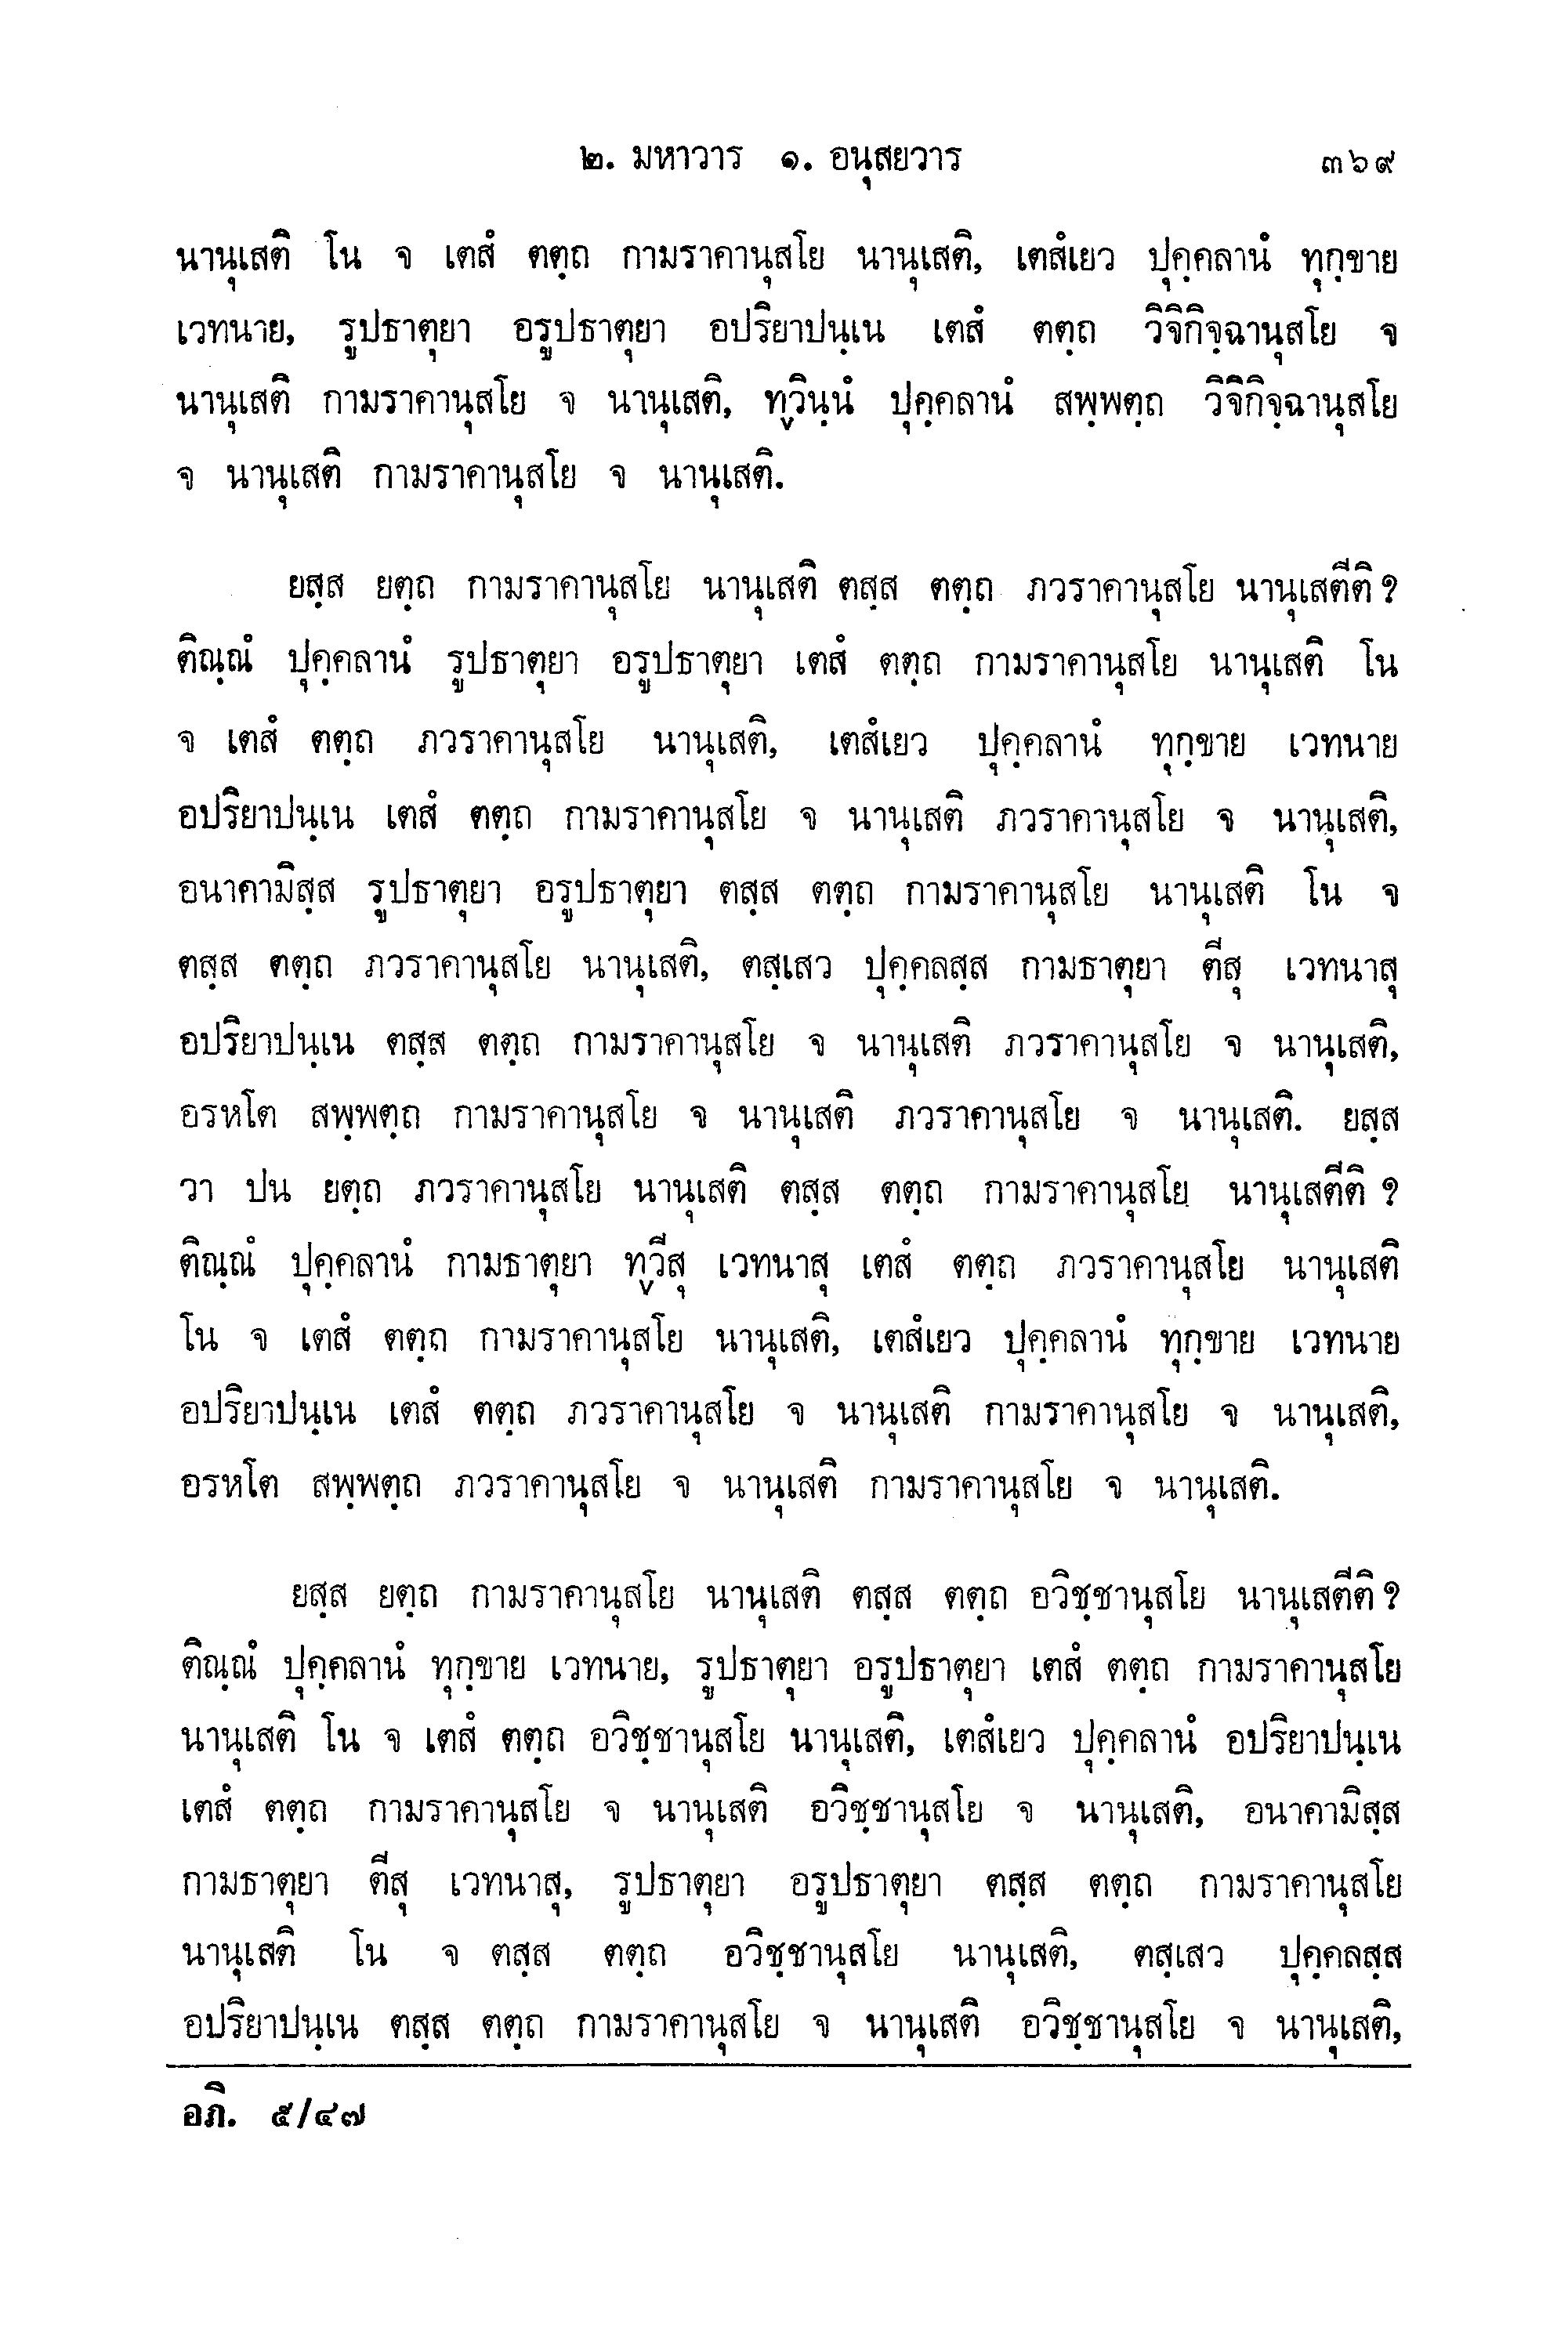 ๒. มหาวาร ๑. อนุสยวาร ๓๖๙
นานุเสติ โน จ เตสํ ตตฺถ กามราคานุสโย นานุเสติ, เตสํเยว ปุคฺคลานํ ทุกฺขาย
เวทนาย, รูปธาตุยา อรูปธาตุยา อปริยาปนฺเน เตสํ ตตฺถ วิจิกิจฺฉานุสโย จ
นานุเสติ กามราคานุสโย จ นานุเสติ, ทฺวินฺนํ ปุคฺคลานํ สพฺพตฺถ วิจิกิจฺฉานุสโย
จ นานุเสติ กามราคานุสโย จ นานุเสติ.
ยสฺส ยตฺถ กามราคานุสโย นานุเสติ ตสฺส ตตฺถ ภวราคานุสโย นานุเสตีติ ?
ติณฺณํ ปุคฺคลานํ รูปธาตุยา อรูปธาตุยา เตสํ ตตฺถ กามราคานุสโย นานุเสติ โน
จ เตสํ ตตฺถ ภวราคานุสโย นานุเสติ, เตสํเยว ปุคฺคลานํ ทุกฺขาย เวทนาย
อปริยาปนฺเน เตสํ ตตฺถ กามราคานุสโย จ นานุเสติ ภวราคานุสโย จ นานุเสติ,
อนาคามิสฺส รูปธาตุยา อรูปธาตุยา ตสฺส ตตฺถ กามราคานุสโย นานุเสติ โน จ
ตสฺส ตตฺถ ภวราคานุสโย นานุเสติ, ตสฺเสว ปุคฺคลสฺส กามธาตุยา ตีสุ เวทนาสุ
อปริยาปนฺเน ตสฺส ตตฺถ กามราคานุสโย จ นานุเสติ ภวราคานุสโย จ นานุเสติ,
อรหโต สพฺพตฺถ กามราคานุสโย จ นานุเสติ ภวราคานุสโย จ นานุเสติ. ยสฺส
วา ปน ยตฺถ ภวราคานุสโย นานุเสติ ตสฺส ตตฺถ กามราคานุสโย นานุเสตีติ ?
ติณฺณํ ปุคฺคลานํ กามธาตุยา ทฺวีสุ เวทนาสุ เตสํ ตตฺถ ภวราคานุสโย นานุเสติ
โน จ เตสํ ตตฺถ กามราคานุสโย นานุเสติ, เตสํเยว ปุคฺคลานํ ทุกฺขาย เวทนาย
อปริยาปนฺเน เตสํ ตตฺถ ภวราคานุสโย จ นานุเสติ กามราคานุสโย จ นานุเสติ,
อรหโต สพฺพตฺถ ภวราคานุสโย จ นานุเสติ กามราคานุสโย จ นานุเสติ.
ยสฺส ยตฺถ กามราคานุสโย นานุเสติ ตสฺส ตตฺถ อวิชฺชานุสโย นานุเสตีติ ?
ติณฺณํ ปุคฺคลานํ ทุกฺขาย เวทนาย, รูปธาตุยา อรูปธาตุยา เตสํ ตตฺถ กามราคานุสโย
นานุเสติ โน จ เตสํ ตตฺถ อวิชฺชานุสโย นานุเสติ, เตสํเยว ปุคฺคลานํ อปริยาปนฺเน
เตสํ ตตฺถ กามราคานุสโย จ นานุเสติ อวิชฺชานุสโย จ นานุเสติ, อนาคามิสฺส
กามธาตุยา ตีสุ เวทนาสุ, รูปธาตุยา อรูปธาตุยา ตสฺส ตตฺถ กามราคานุสโย
นานุเสติ โน จ ตสฺส ตตฺถ อวิชฺชานุสโย นานุเสติ, ตสฺเสว ปุคฺคลสฺส
อปริยาปนฺเน ตสฺส ตตฺถ กามราคานุสโย จ นานุเสติ อวิชฺชานุสโย จ นานุเสติ,
อภิ. ๕/๔๗